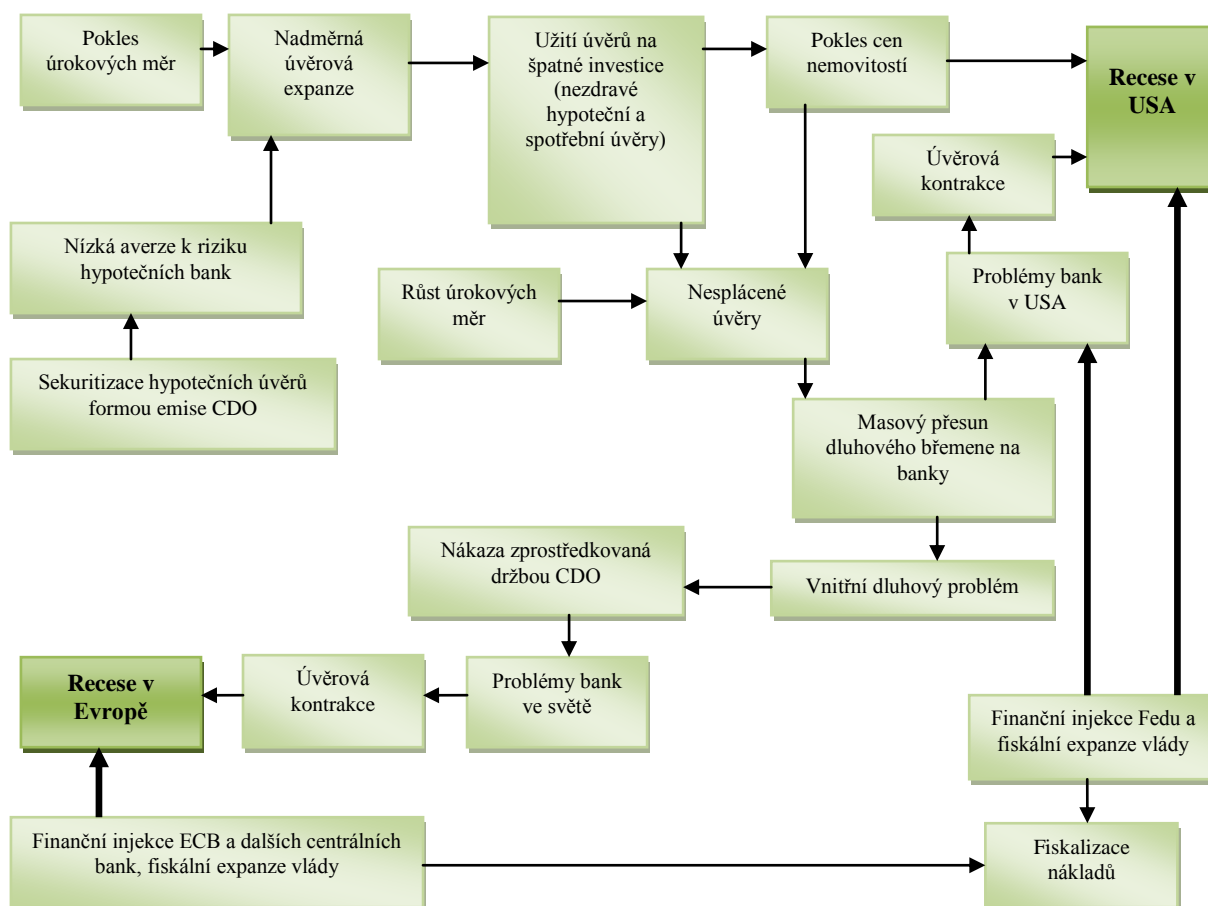 Pokles
úrokových měr
Nadměrná
úvěrová
expanze
Užití úvěrů na
špatné investice
(nezdravé
hypoteční a
spotřební úvěry)
Pokles cen
nemovitostí
Recese v
USA
Úvěrová
kontrakce
Nízká averze k riziku
hypotečních bank
Růst úrokových
měr
Nesplácené
úvěry
Problémy bank
v USA
Sekuritizace hypotečních úvěrů
formou emise CDO
Masový přesun
dluhového břemene na
banky
Nákaza zprostředkovaná
držbou CDO
Vnitřní dluhový problém
Recese v
Evropě
Úvěrová
kontrakce
Problémy bank
ve světě
Finanční injekce Fedu a
fiskální expanze vlády
Finanční injekce ECB a dalších centrálních
bank, fiskální expanze vlády
Fiskalizace
nákladů